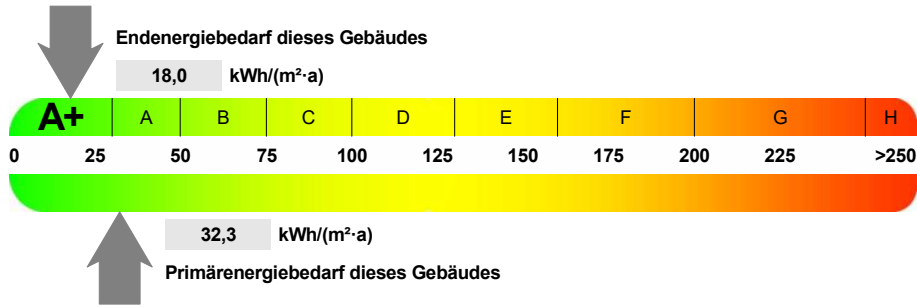 Endenergiebedarf dieses Gebäudes
18,0 kWh/(m²·a)
A+ A B C D E F G H
0 25 50 75 100 125 150 175 200 225 >250
32,3 kWh/(m²·a)
Primärenergiebedarf dieses Gebäudes